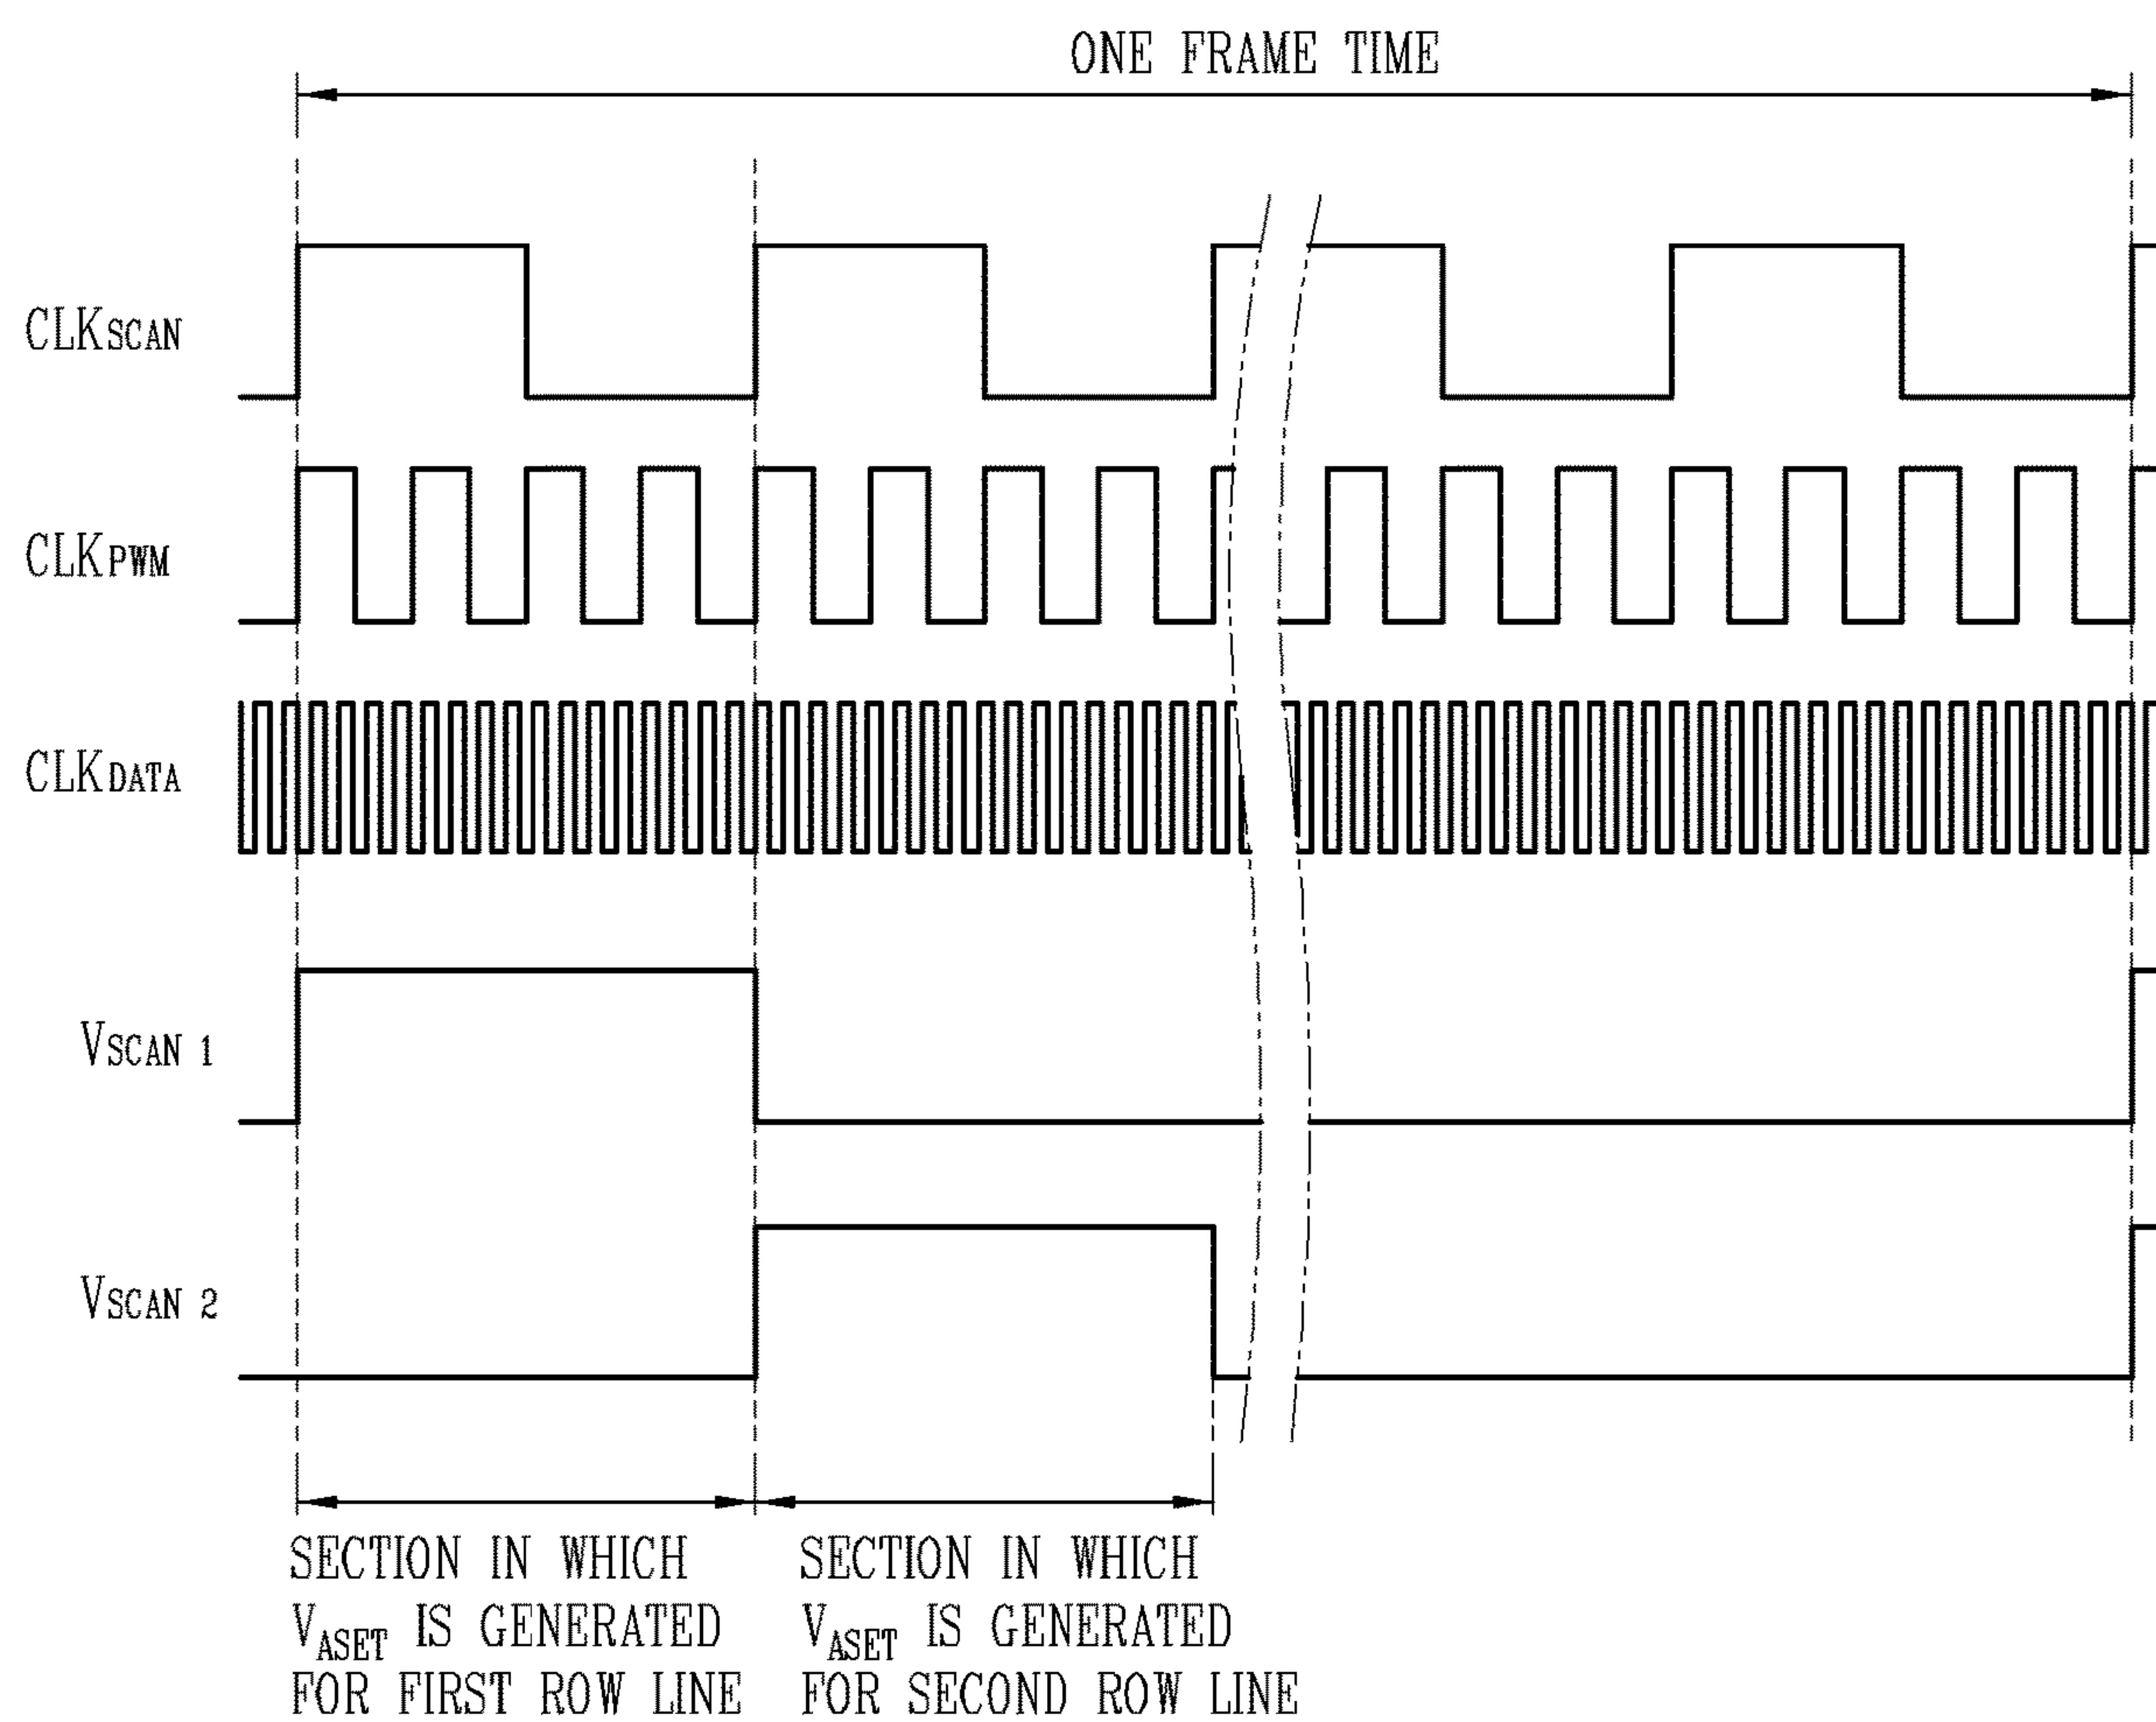 ONE FRAME TIME
CLKSCAN
CLKPWM
CLKDATA
VSCAN 1
VSCAN 2
SECTION IN WHICH
VASET IS GENERATED
FOR FIRST ROW LINE
SECTION IN WHICH
VASET IS GENERATED
FOR SECOND ROW LINE